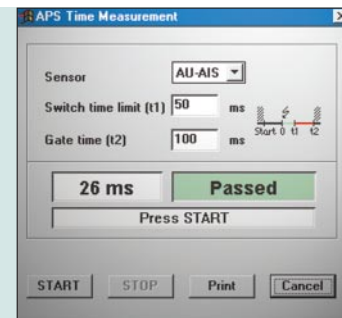 APS Time Measurement
Sensor AU-AIS
Switch time limit (t1) 50 ms
Gate time (t2) 100 ms
Start 0 t1 t2
26 ms Passed
Press START
START STOP Print Cancel